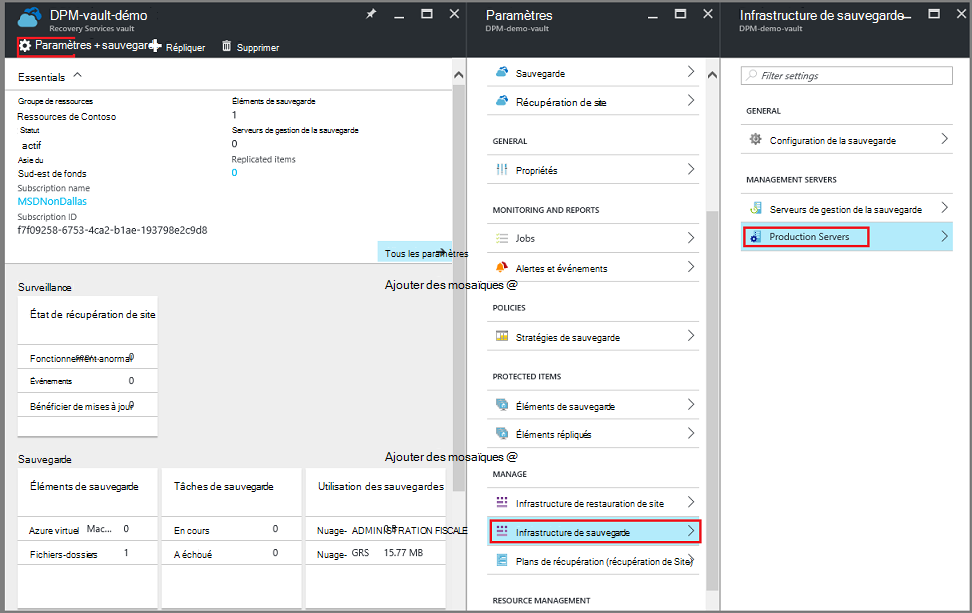 DPM-vault-démo
Recovery Services vault
Paramètres + sauvegarde
Répliquer
Supprimer
Essentials
Groupe de ressources
Ressources de Contoso
Statut
actif
Asie du
Sud-est de fonds
Subscription name
MSDNonDallas
Subscription ID
f7f09258-6753-4ca2-b1ae-193798e2c9d8
Éléments de sauvegarde
1
Serveurs de gestion de la sauvegarde
0
Replicated items
0
Tous les paramètres
Ajouter des mosaïques @
Surveillance
État de récupération de site
Fonctionnement anormal 0
Événements 0
Bénéficier de mises à jour 0
Ajouter des mosaïques @
Sauvegarde
Éléments de sauvegarde
Azure virtuel Mac... 0
Fichiers-dossiers 1
Tâches de sauvegarde
En cours 0
A échoué 0
Utilisation des sauvegardes
Nuage- ADMINISTRATION FISCALE
Nuage- GRS 15.77 MB
Paramètres
DPM-demo-vault
Sauvegarde
Récupération de site
GENERAL
Propriétés
MONITORING AND REPORTS
Jobs
Alertes et événements
POLICIES
Stratégies de sauvegarde
PROTECTED ITEMS
Éléments de sauvegarde
Éléments répliqués
MANAGE
Infrastructure de restauration de site
Infrastructure de sauvegarde
Plans de récupération (récupération de Site)
RESOURCE MANAGEMENT
Infrastructure de sauvegarde
DPM-demo-vault
Filter settings
GENERAL
Configuration de la sauvegarde
MANAGEMENT SERVERS
Serveurs de gestion de la sauvegarde
Production Servers